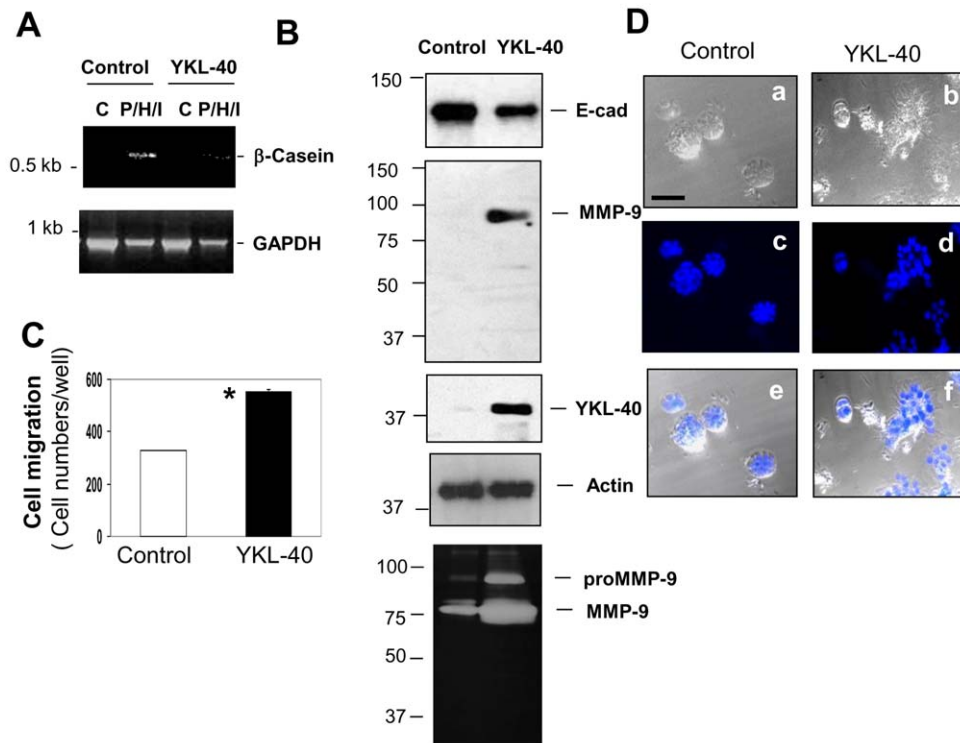 A
Control YKL-40
C P/H/I C P/H/I
0.5 kb - - β-Casein
1 kb - - GAPDH
B
Control YKL-40
150 – – E-cad
150 –
100 – – MMP-9
75 –
50 –
37 –
37 – – YKL-40
37 – – Actin
100 – – proMMP-9
75 – – MMP-9
50 –
37 –
C
Cell migration
( Cell numbers/well)
600
400
200
0
*
Control YKL-40
D
Control YKL-40
a b
c d
e f